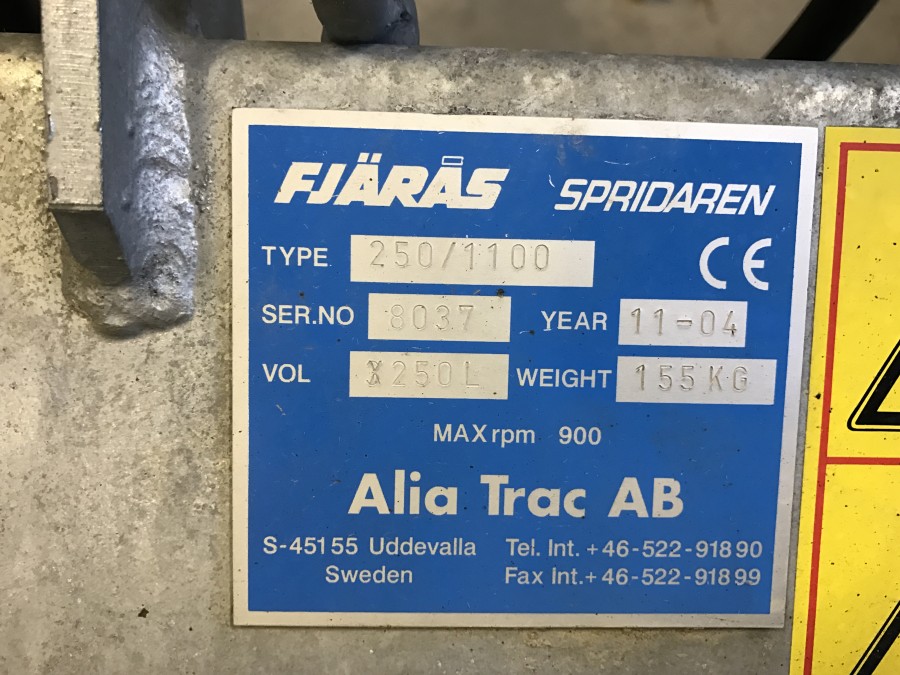 FJÄRÅS SPRIDAREN
TYPE 250/1100 CE
SER.NO 8037 YEAR 11-04
VOL 250L WEIGHT 155KG
MAX rpm 900
Alia Trac AB
S-451 55 Uddevalla Tel. Int. +46-522-918 90
Sweden Fax Int. +46-522-918 99